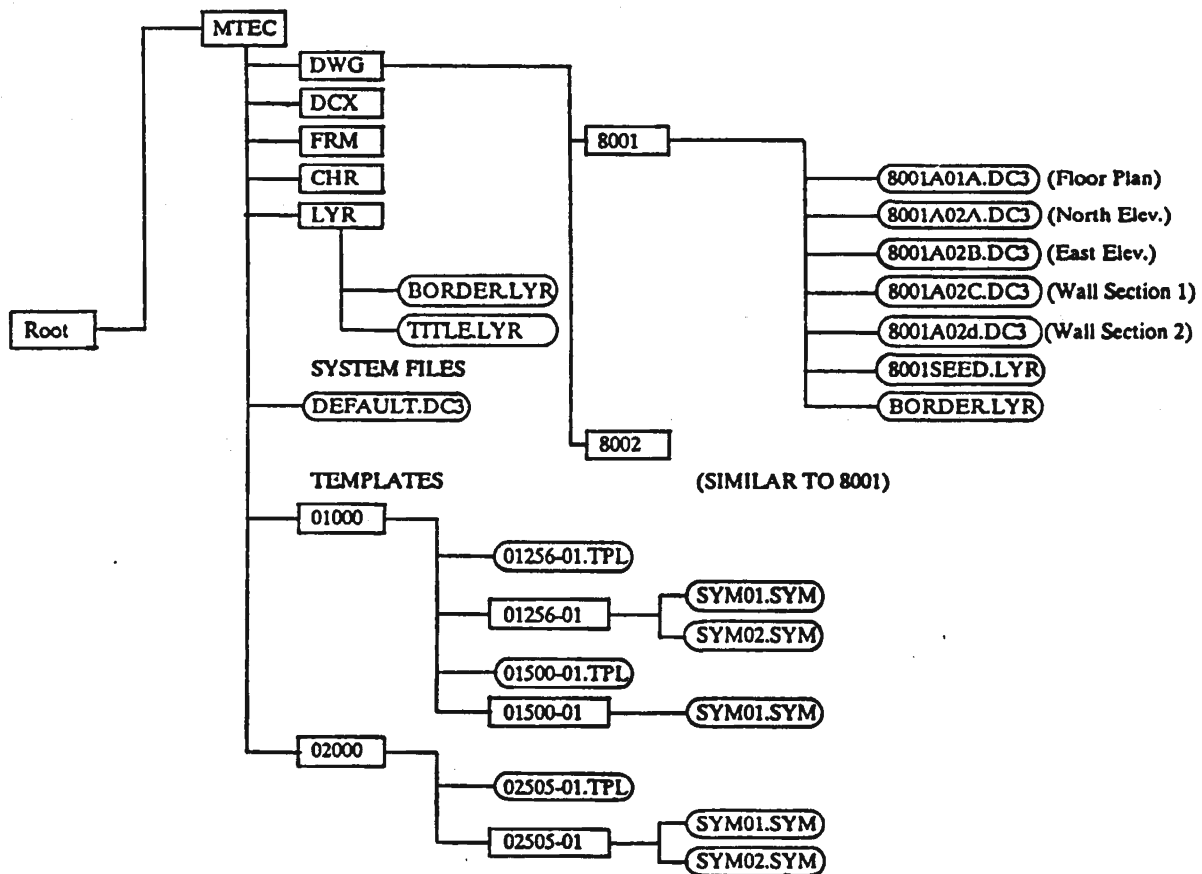 MTEC
DWG
DCX
FRM
CHR
LYR
BORDER.LYR
TITLE.LYR
Root
SYSTEM FILES
DEFAULT.DC3
8001
8001A01A.DC3 (Floor Plan)
8001A02A.DC3 (North Elev.)
8001A02B.DC3 (East Elev.)
8001A02C.DC3 (Wall Section 1)
8001A02d.DC3 (Wall Section 2)
8001SEED.LYR
BORDER.LYR
8002
(SIMILAR TO 8001)
TEMPLATES
01000
01256-01.TPL
01256-01
SYM01.SYM
SYM02.SYM
01500-01.TPL
01500-01
SYM01.SYM
02000
02505-01.TPL
02505-01
SYM01.SYM
SYM02.SYM